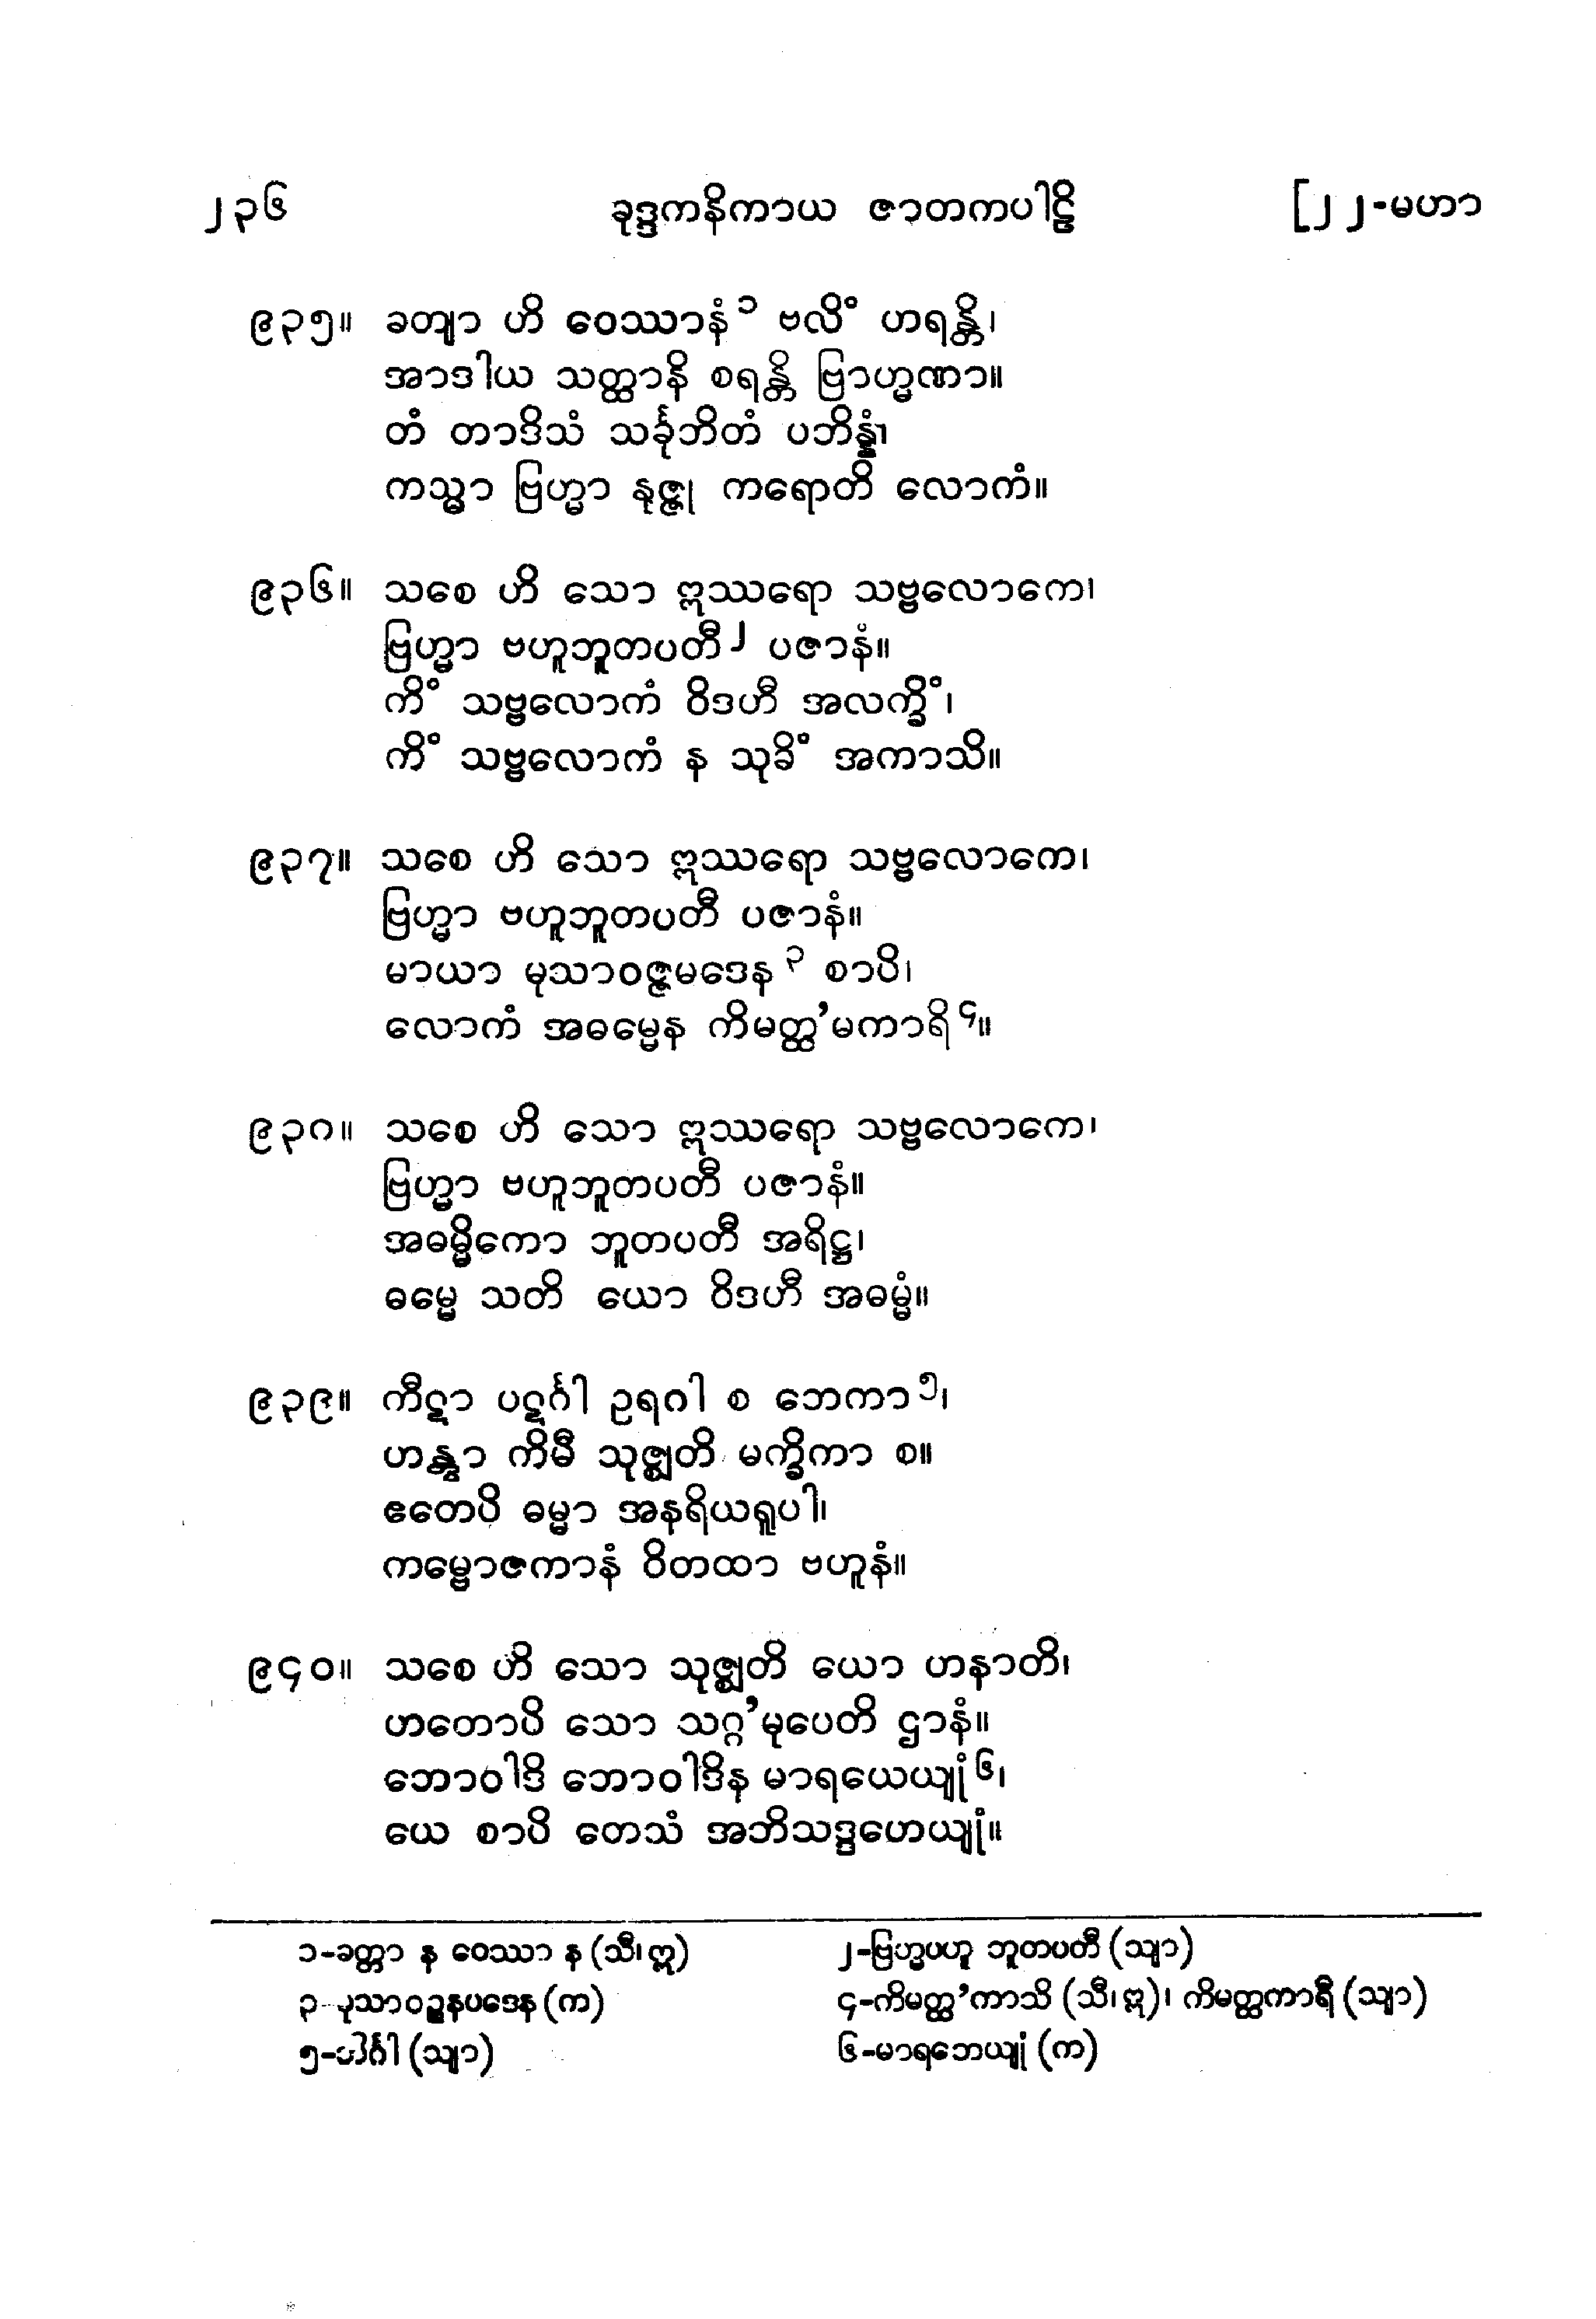 ၂၃၆ ခုဒ္ဒကနိကာယ ဇာတကပါဠိ [၂၂-မဟာ
၉၃၅။ ခတျာ ဟိ ဝေဿာနံ ၁ ဗလိံ ဟရန္တိ၊
အာဒါယ သတ္ထာနိ စရန္တိ ဗြာဟ္မဏာ။
တံ တာဒိသံ သင်္ခုဘိတံ ပဘိန္နံ၊
ကသ္မာ ဗြဟ္မာ နုဇ္ဇု ကရောတိ လောကံ။
၉၃၆။ သစေ ဟိ သော ဣဿရော သဗ္ဗလောကေ၊
ဗြဟ္မာ ဗဟူဘူတပတီ ၂ ပဇာနံ။
ကိံ သဗ္ဗလောကံ ဝိဒဟီ အလက္ခိံ၊
ကိံ သဗ္ဗလောကံ န သုခိံ အကာသိ။
၉၃၇။ သစေ ဟိ သော ဣဿရော သဗ္ဗလောကေ၊
ဗြဟ္မာ ဗဟူဘူတပတီ ပဇာနံ။
မာယာ မုသာဝဇ္ဇမဒေန ၃ စာပိ၊
လောကံ အဓမ္မေန ကိမတ္ထ’မကာရိ ၄။
၉၃၈။ သစေ ဟိ သော ဣဿရော သဗ္ဗလောကေ၊
ဗြဟ္မာ ဗဟူဘူတပတီ ပဇာနံ။
အဓမ္မိကော ဘူတပတီ အရိဋ္ဌ၊
ဓမ္မေ သတိ ယော ဝိဒဟီ အဓမ္မံ။
၉၃၉။ ကီဋာ ပဋင်္ဂါ ဥရဂါ စ ဘေကာ ၅၊
ဟန္တွာ ကိမီ သုဇ္ဈတိ မက္ခိကာ စ။
ဧတေပိ ဓမ္မာ အနရိယရူပါ၊
ကမ္ဗောဇကာနံ ဝိတထာ ဗဟူနံ။
၉၄၀။ သစေ ဟိ သော သုဇ္ဈတိ ယော ဟနာတိ၊
ဟတောပိ သော သဂ္ဂ’မုပေတိ ဌာနံ။
ဘောဝါဒိ ဘောဝါဒိန မာရယေယျုံ ၆၊
ယေ စာပိ တေသံ အဘိသဒ္ဒဟေယျုံ။
၁-ခတ္တာ န ဝေဿာ န (သီ၊ဣ) ၂-ဗြဟ္မပဟူ ဘူတပတီ (သျာ)
၃-မုသာဝဉ္စနပဒေန (က) ၄-ကိမတ္ထ’ကာသိ (သီ၊ဣ)၊ ကိမတ္ထကာရီ (သျာ)
၅- (သျာ) ၆-မာရဘေယျုံ (က)